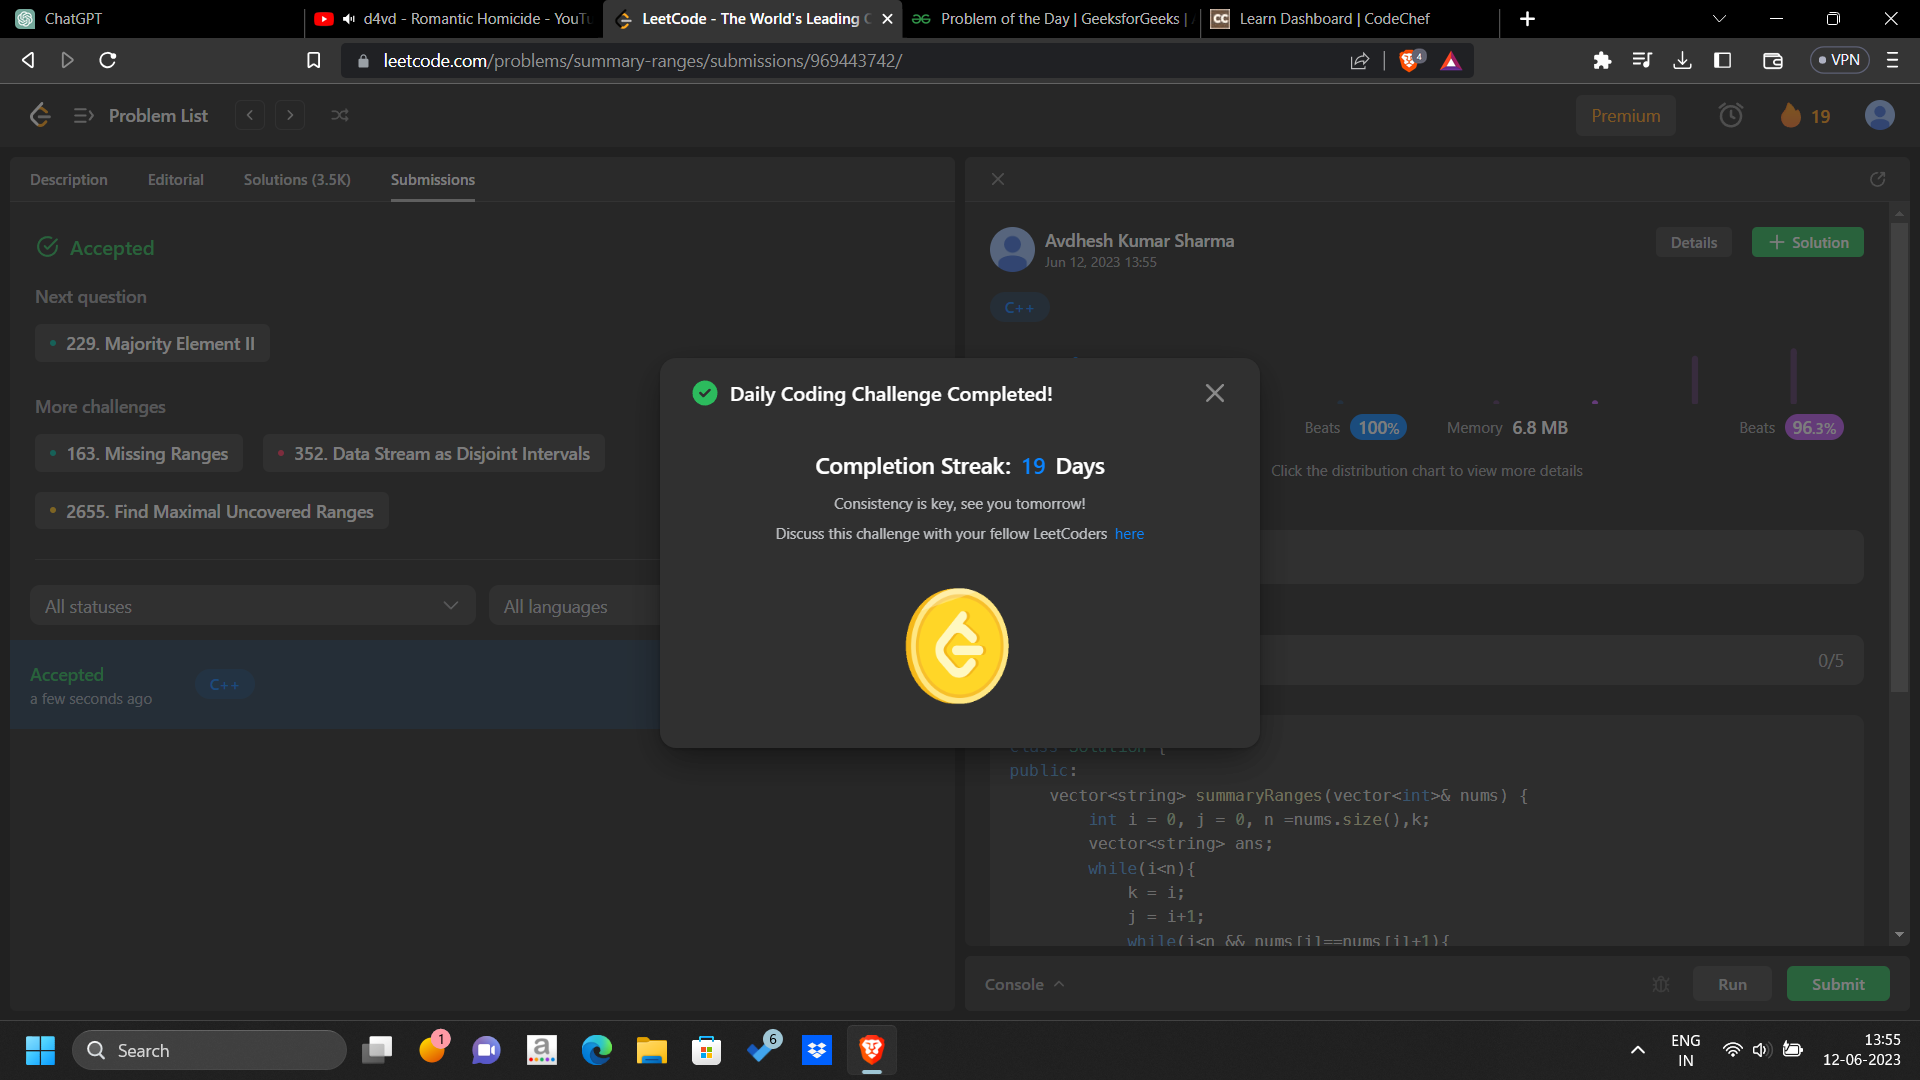 ChatGPT
d4vd - Romantic Homicide - YouTu
LeetCode - The World's Leading C
Problem of the Day | GeeksforGeeks | A
CC
Learn Dashboard | CodeChef
leetcode.com/problems/summary-ranges/submissions/969443742/
4
VPN
Problem List
Premium
19
Description
Editorial
Solutions (3.5K)
Submissions
Accepted
Next question
229. Majority Element II
More challenges
163. Missing Ranges
352. Data Stream as Disjoint Intervals
2655. Find Maximal Uncovered Ranges
All statuses
All languages
Accepted
a few seconds ago
C++
Avdhesh Kumar Sharma
Jun 12, 2023 13:55
Details
+ Solution
C++
Beats 100%
Memory 6.8 MB
Beats 96.3%
Click the distribution chart to view more details
0/5
Daily Coding Challenge Completed!
Completion Streak: 19 Days
Consistency is key, see you tomorrow!
Discuss this challenge with your fellow LeetCoders here
class Solution {
public:
vector<string> summaryRanges(vector<int>& nums) {
int i = 0, j = 0, n =nums.size(),k;
vector<string> ans;
while(i<n){
k = i;
j = i+1;
while(j<n && nums[j]==nums[i]+1){
Console
Run
Submit
Search
1
a
6
ENG
IN
13:55
12-06-2023